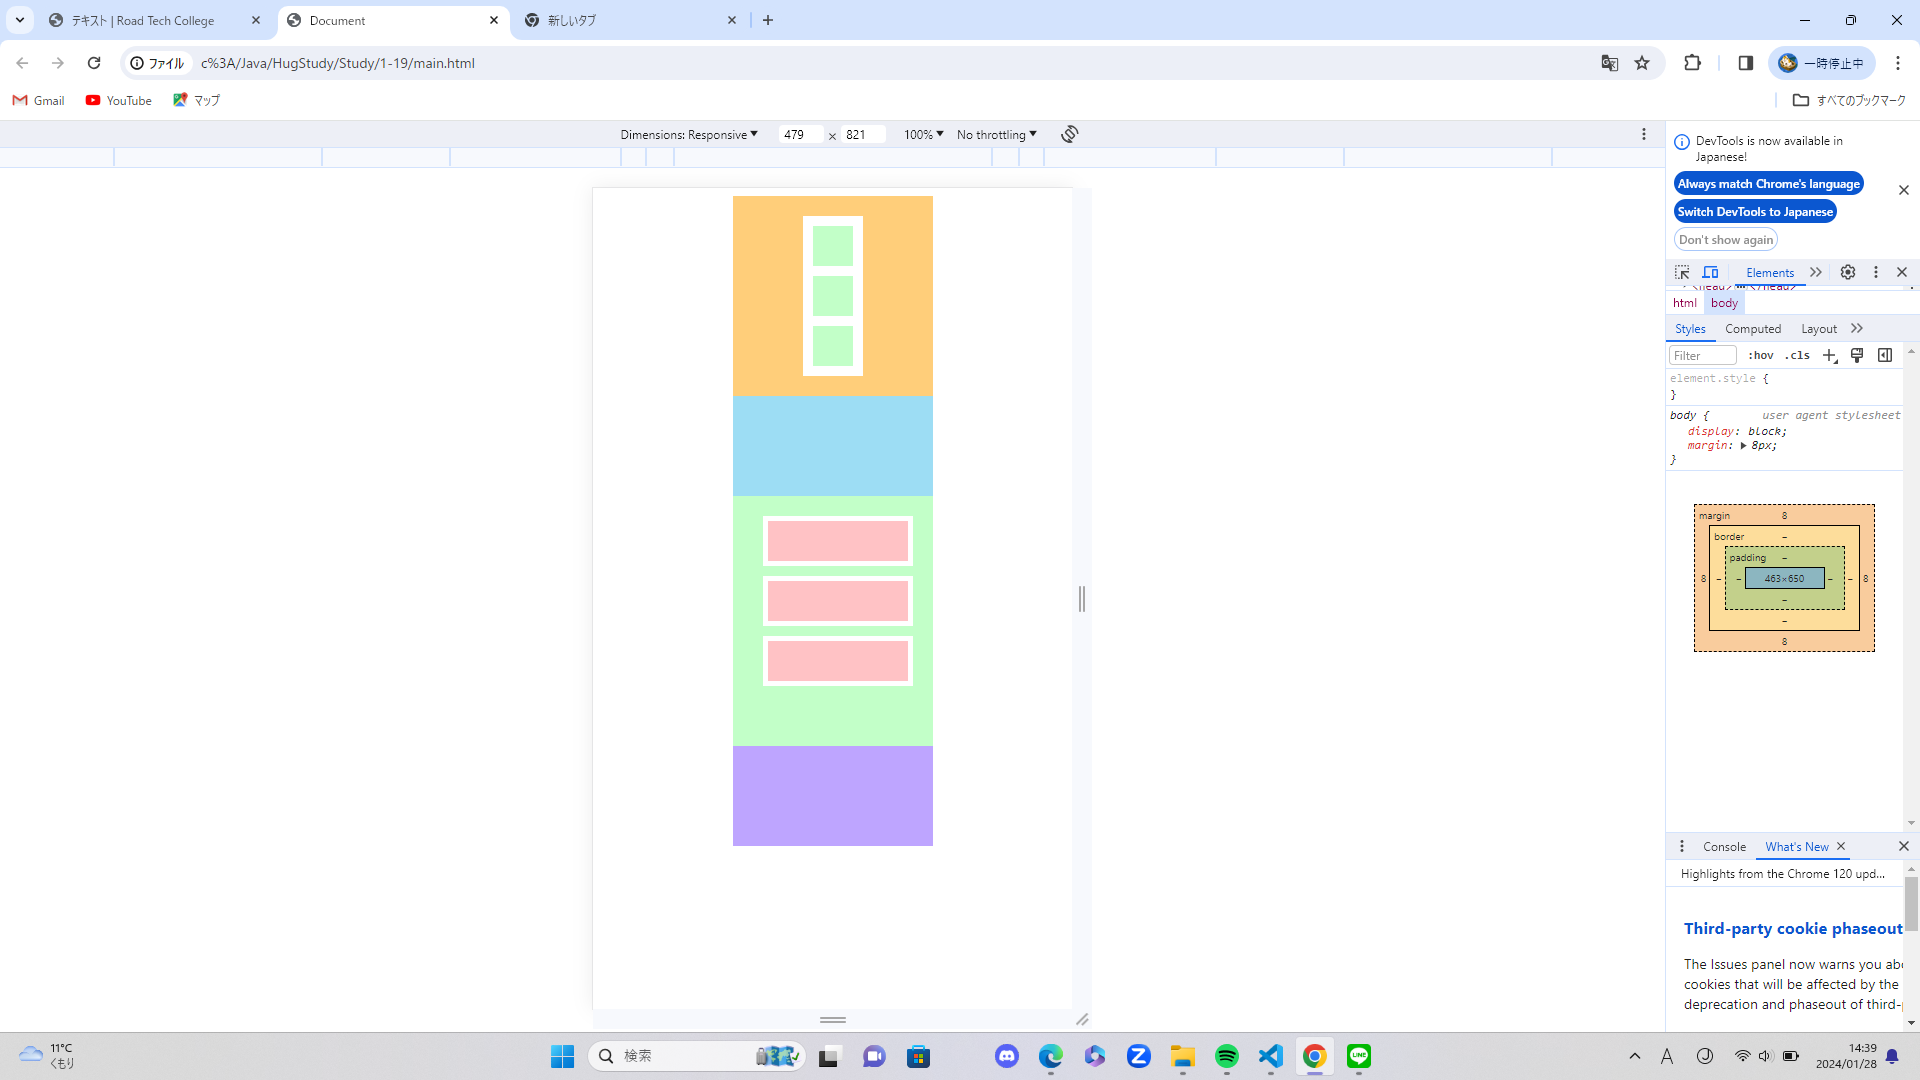 テキスト | Road Tech College
Document
新しいタブ
ファイル
c%3A/Java/HugStudy/Study/1-19/main.html
一時停止中
Gmail
YouTube
マップ
すべてのブックマーク
Dimensions: Responsive
479
×
821
100%
No throttling
DevTools is now available in
Japanese!
Always match Chrome's language
Switch DevTools to Japanese
Don't show again
Elements
html
body
Styles
Computed
Layout
Filter
:hov
.cls
element.style {
}
body {
user agent stylesheet
display: block;
margin: 8px;
}
margin
8
border
–
padding
–
8
–
–
463×650
–
–
8
–
–
8
Console
What's New
Highlights from the Chrome 120 upd...
Third-party cookie phaseout
The Issues panel now warns you abo
cookies that will be affected by the
deprecation and phaseout of third-
11°C
くもり
検索
LINE
A
14:39
2024/01/28